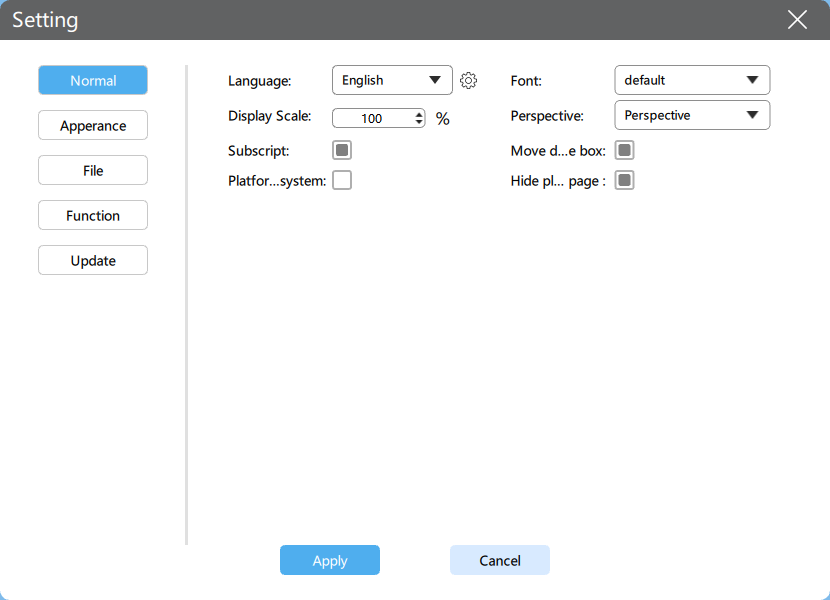 Setting
Normal
Apperance
File
Function
Update
Language: English
Font: default
Display Scale: 100 %
Perspective: Perspective
Subscript:
Move d...e box:
Platfor...system:
Hide pl... page :
Apply
Cancel